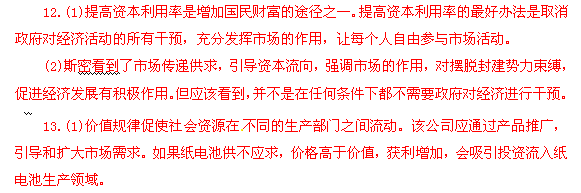 12.(1)提高资本利用率是增加国民财富的途径之一。提高资本利用率的最好办法是取消
政府对经济活动的所有干预，充分发挥市场的作用，让每个人自由参与市场活动。
(2)斯密看到了市场传递供求，引导资本流向，强调市场的作用，对摆脱封建势力束缚，
促进经济发展有积极作用。但应该看到，并不是在任何条件下都不需要政府对经济进行干预。
13.(1)价值规律促使社会资源在不同的生产部门之间流动。该公司应通过产品推广，
引导和扩大市场需求。如果纸电池供不应求，价格高于价值，获利增加，会吸引投资流入纸
电池生产领域。